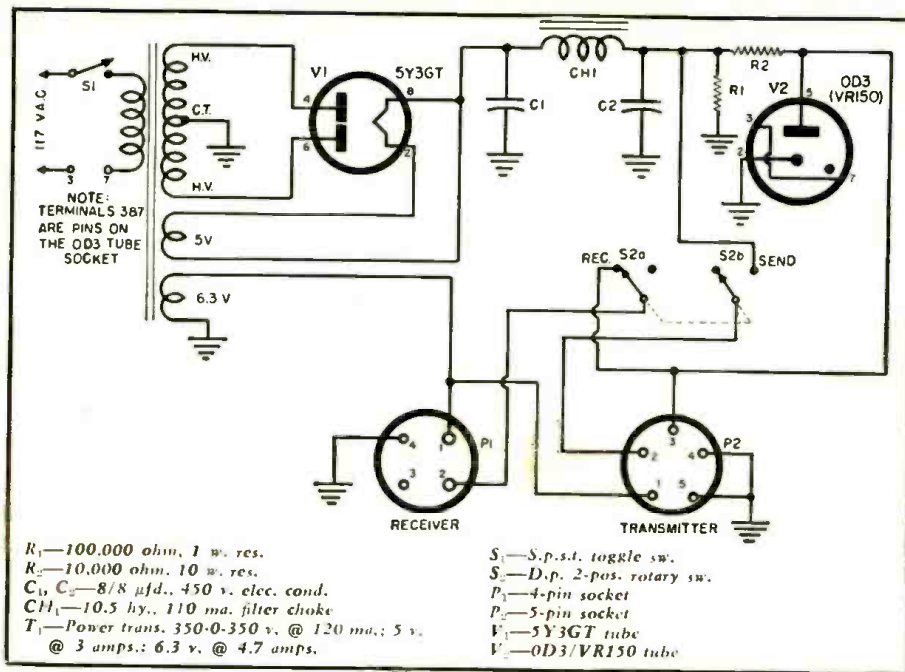 H.V.
V1
5Y3GT
4
8
6
2
S1
117 V.A.C.
C.T.
H.V.
3
7
NOTE:
TERMINALS 3&7
ARE PINS ON
THE OD3 TUBE
SOCKET
5V
6.3 V
CH1
C1
C2
R2
R1
V2
OD3
(VR150)
5
3
2
7
REC.
S2a
S2b
SEND
4
1
P1
3
2
RECEIVER
3
2
4
P2
1
5
TRANSMITTER
R₁—100,000 ohm, 1 w. res.
R₂—10,000 ohm, 10 w. res.
C₁, C₂—8/8 µfd., 450 v. elec. cond.
CH₁—10.5 hy., 110 ma. filter choke
T₁—Power trans. 350-0-350 v. @ 120 ma.; 5 v.
@ 3 amps.; 6.3 v. @ 4.7 amps.
S₁—S.p.s.t. toggle sw.
S₂—D.p. 2-pos. rotary sw.
P₁—4-pin socket
P₂—5-pin socket
V₁—5Y3GT tube
V₂—0D3/VR150 tube